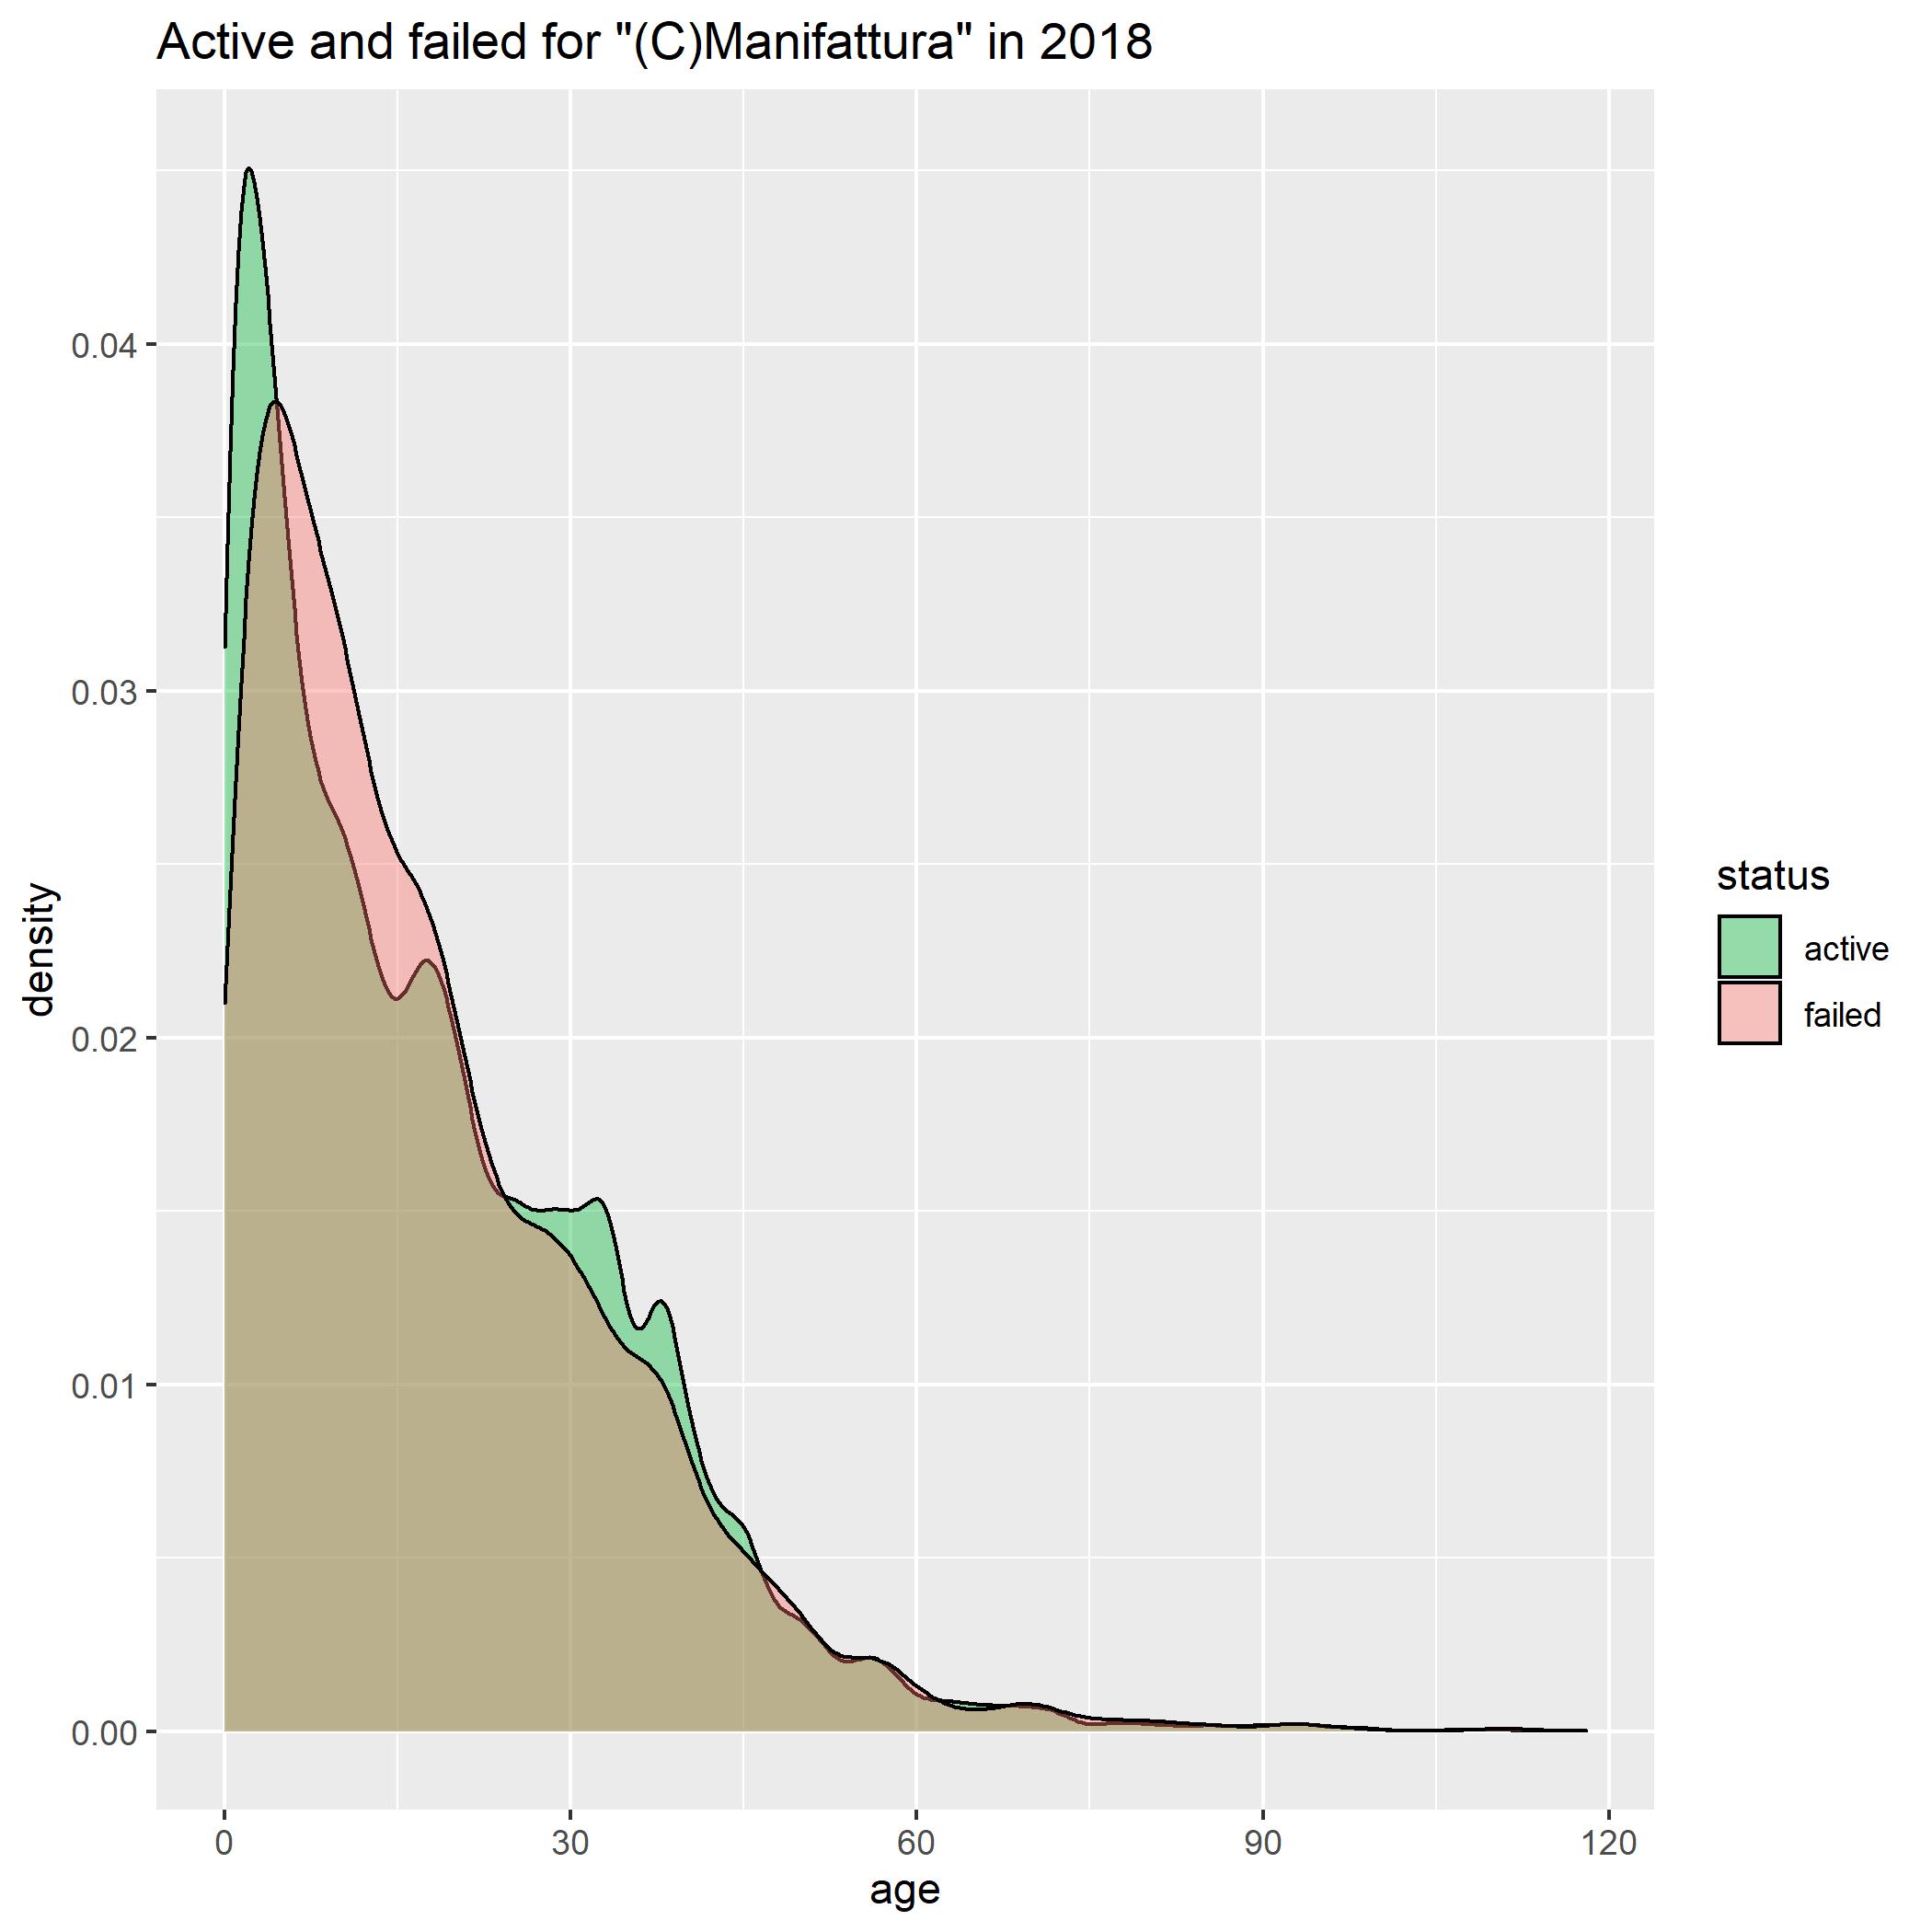 Active and failed for "(C)Manifattura" in 2018
density
0.04
0.03
0.02
0.01
0.00
0
30
60
90
120
age
status
active
failed